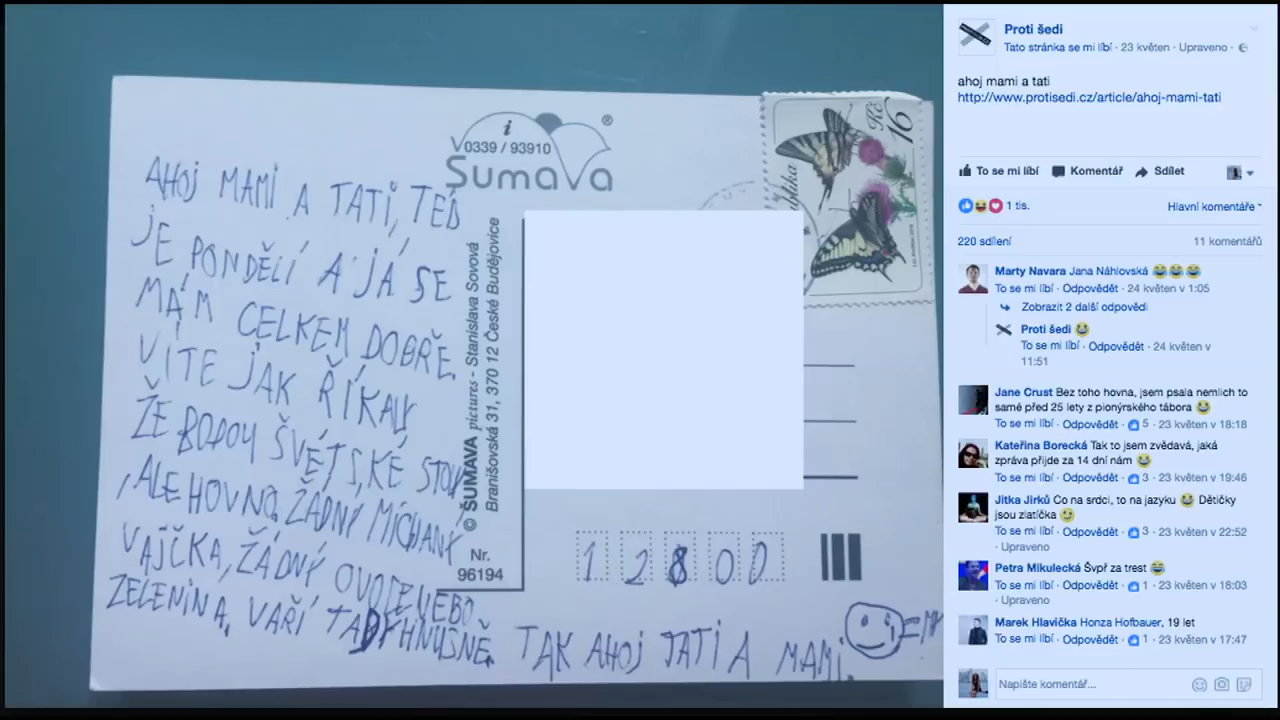 AHOJ MAMI A TATI, TEĎ
JE PONDĚLÍ A JÁ SE
MÁM CELKEM DOBŘE.
VÍTE JAK ŘÍKALY
ŽE BODOU ŠVÉTSKÉ STOLY,
ALE HOVNO. ŽÁDNÝ MÍCHANÝ
VAJÍČKA, ŽÁDNÝ OVOCE NEBO
ZELENINA. VAŘÍ TADY HNUSNĚ. TAK AHOJ TATI A MAMI.
i
0339 / 93910
®
Šumava
© ŠUMAVA pictures - Stanislava Sovová
Branišovská 31, 370 12 České Budějovice
Nr.
96194
Kč
16
12800
Proti šedi
Tato stránka se mi líbí · 23 květen · Upraveno ·
ahoj mami a tati
http://www.protisedi.cz/article/ahoj-mami-tati
To se mi líbí Komentář Sdílet
1 tis. Hlavní komentáře
220 sdílení 11 komentářů
Marty Navara Jana Náhlovská 😂😂😂
To se mi líbí · Odpovědět · 24 květen v 1:05
Zobrazit 2 další odpovědi
Proti šedi 😅
To se mi líbí · Odpovědět · 24 květen v
11:51
Jane Crust Bez toho hovna, jsem psala nemlich to
samé před 25 lety z pionýrského tábora 😂
To se mi líbí · Odpovědět · 5 · 23 květen v 18:18
Kateřina Borecká Tak to jsem zvědavá, jaká
zpráva přijde za 14 dní nám 😂
To se mi líbí · Odpovědět · 3 · 23 květen v 19:46
Jitka Jirků Co na srdci, to na jazyku 😂 Dětičky
jsou zlatíčka 😉
To se mi líbí · Odpovědět · 3 · 23 květen v 22:52
· Upraveno
Petra Mikulecká Švpř za trest 😂
To se mi líbí · Odpovědět · 1 · 23 květen v 18:03
· Upraveno
Marek Hlavička Honza Hofbauer, 19 let
To se mi líbí · Odpovědět · 1 · 23 květen v 17:47
Napište komentář...